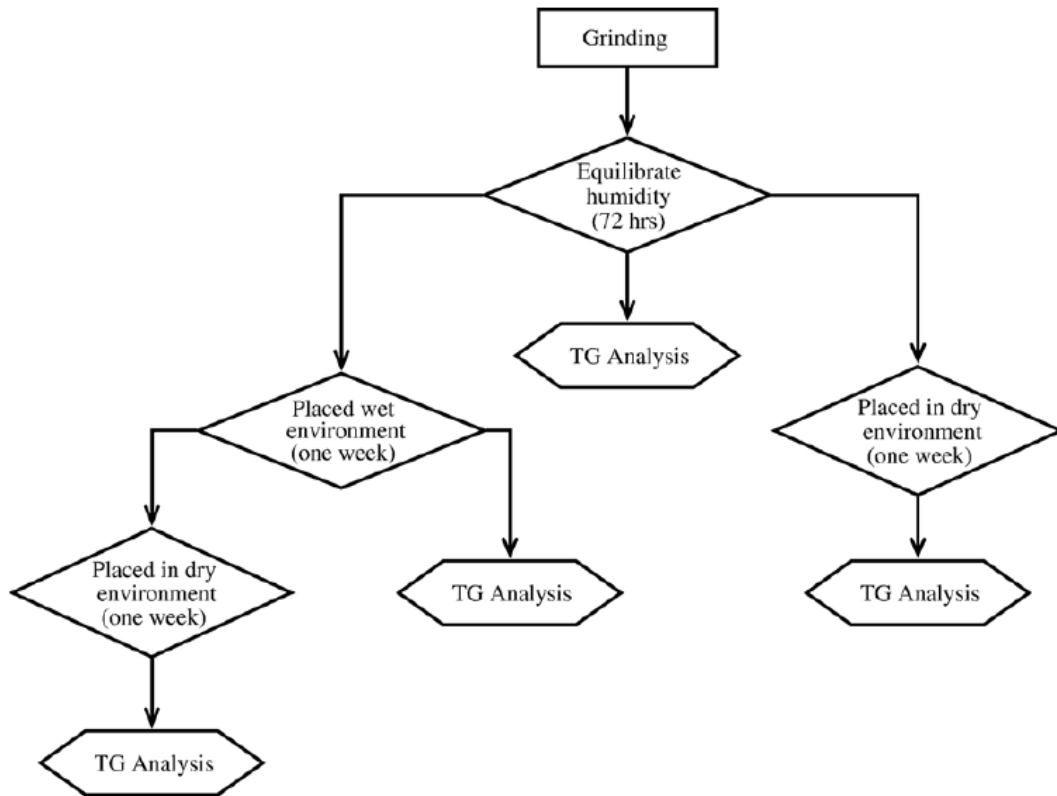 Grinding
Equilibrate
humidity
(72 hrs)
TG Analysis
Placed wet
environment
(one week)
Placed in dry
environment
(one week)
Placed in dry
environment
(one week)
TG Analysis
TG Analysis
TG Analysis